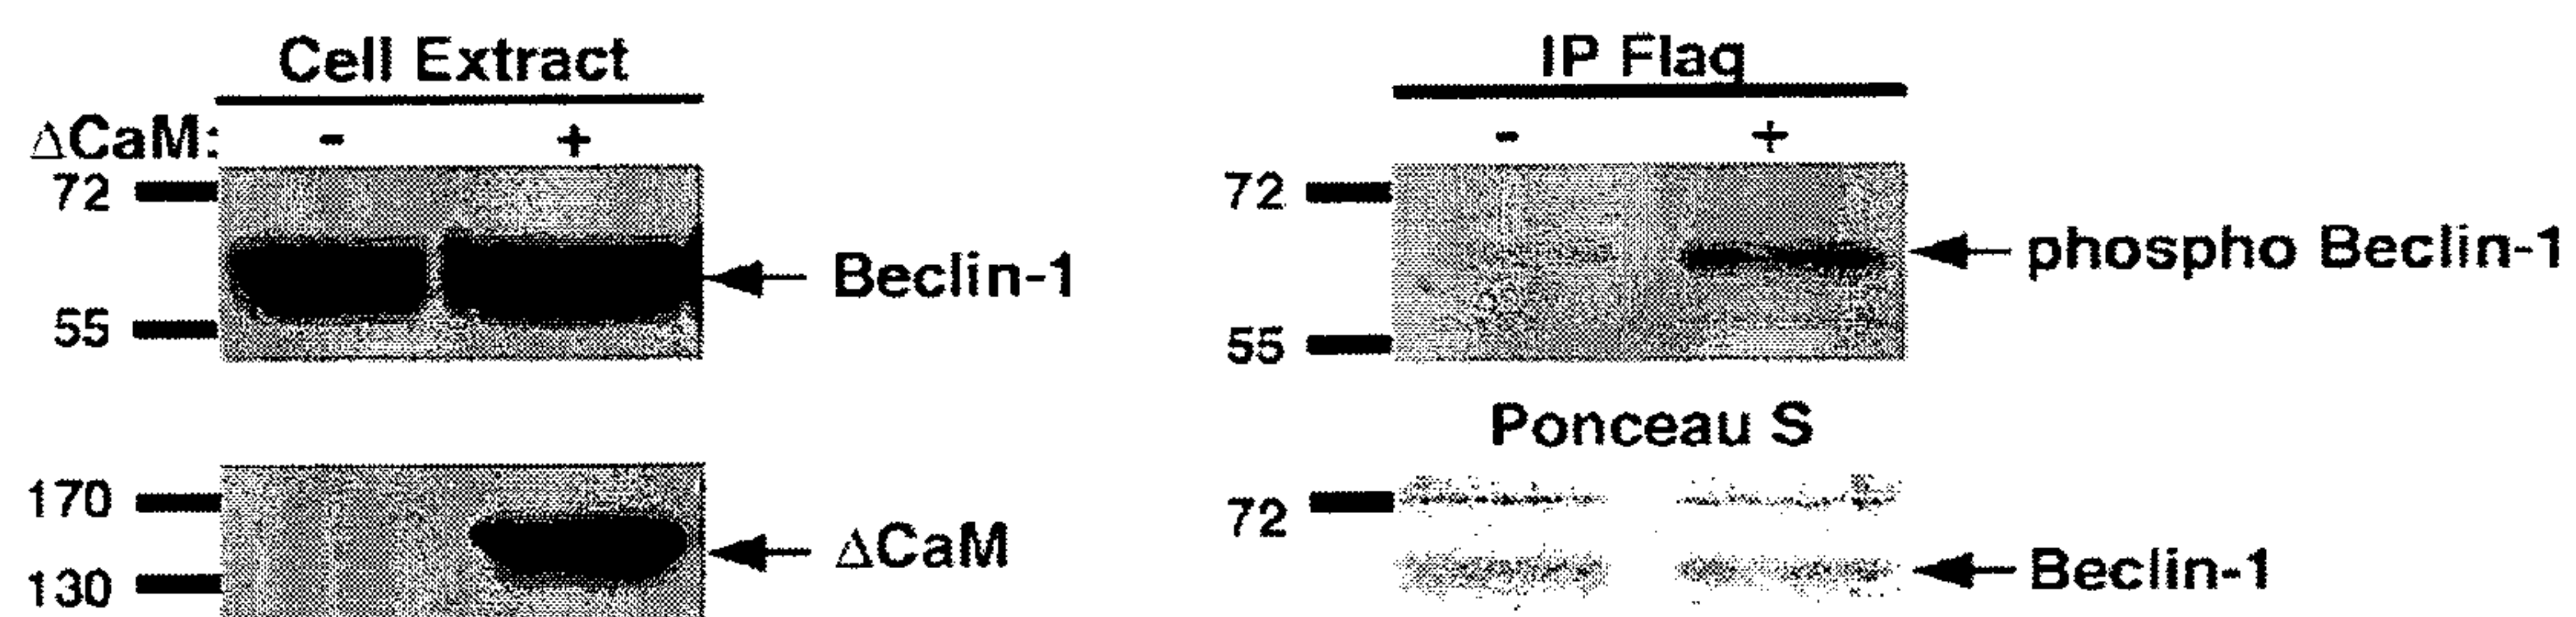 Cell Extract
ΔCaM: - +
72
Beclin-1
55
170
ΔCaM
130
IP Flag
- +
72
phospho Beclin-1
55
Ponceau S
72
Beclin-1